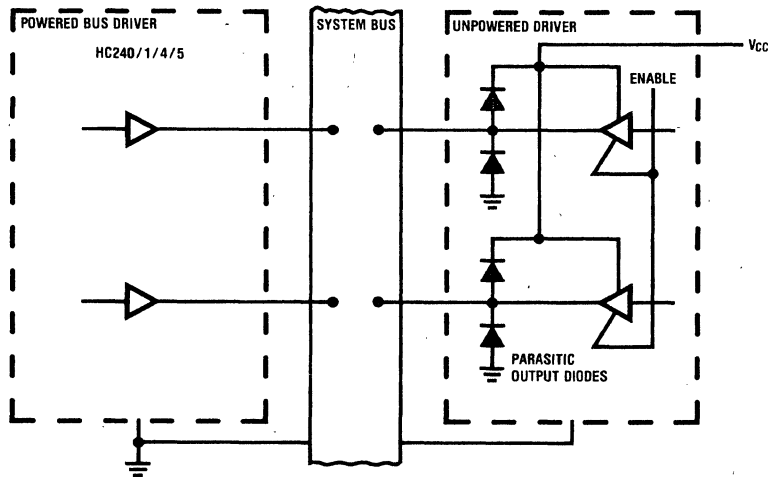 POWERED BUS DRIVER
HC240/1/4/5
SYSTEM BUS
UNPOWERED DRIVER
VCC
ENABLE
PARASITIC
OUTPUT DIODES